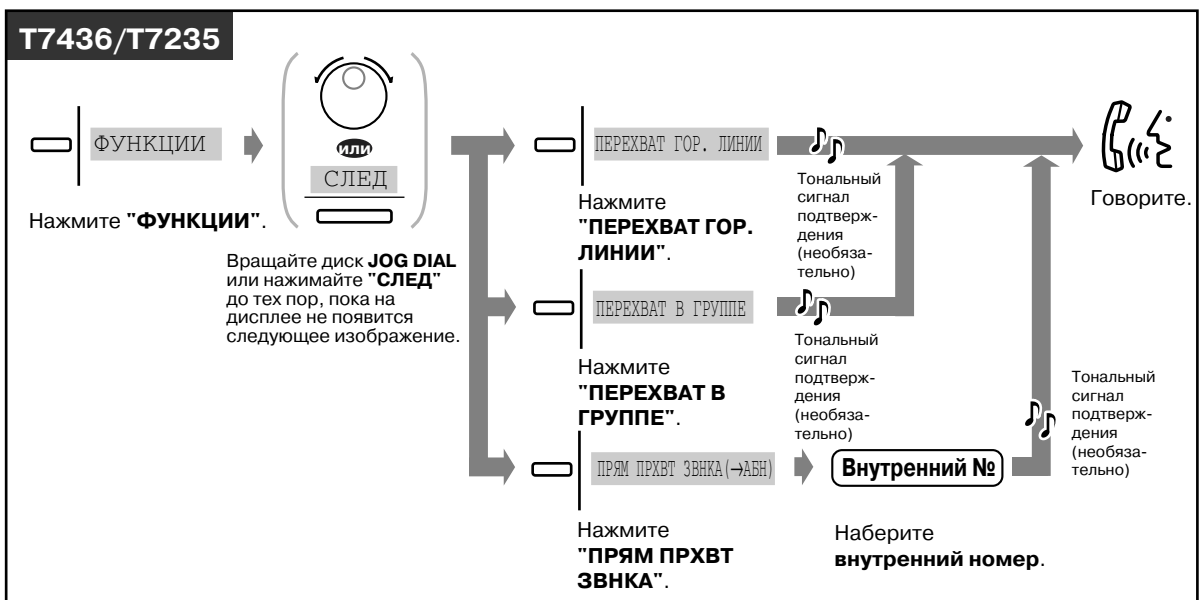 T7436/T7235
ФУНКЦИИ
Нажмите "ФУНКЦИИ".
или
СЛЕД
Вращайте диск JOG DIAL
или нажимайте "СЛЕД"
до тех пор, пока на
дисплее не появится
следующее изображение.
ПЕРЕХВАТ ГОР. ЛИНИИ
Нажмите
"ПЕРЕХВАТ ГОР.
ЛИНИИ".
Тональный
сигнал
подтверж-
дения
(необяза-
тельно)
Говорите.
ПЕРЕХВАТ В ГРУППЕ
Нажмите
"ПЕРЕХВАТ В
ГРУППЕ".
Тональный
сигнал
подтверж-
дения
(необяза-
тельно)
ПРЯМ ПРХВТ ЗВНКА(→АБН)
Нажмите
"ПРЯМ ПРХВТ
ЗВНКА".
Внутренний №
Наберите
внутренний номер.
Тональный
сигнал
подтверж-
дения
(необяза-
тельно)